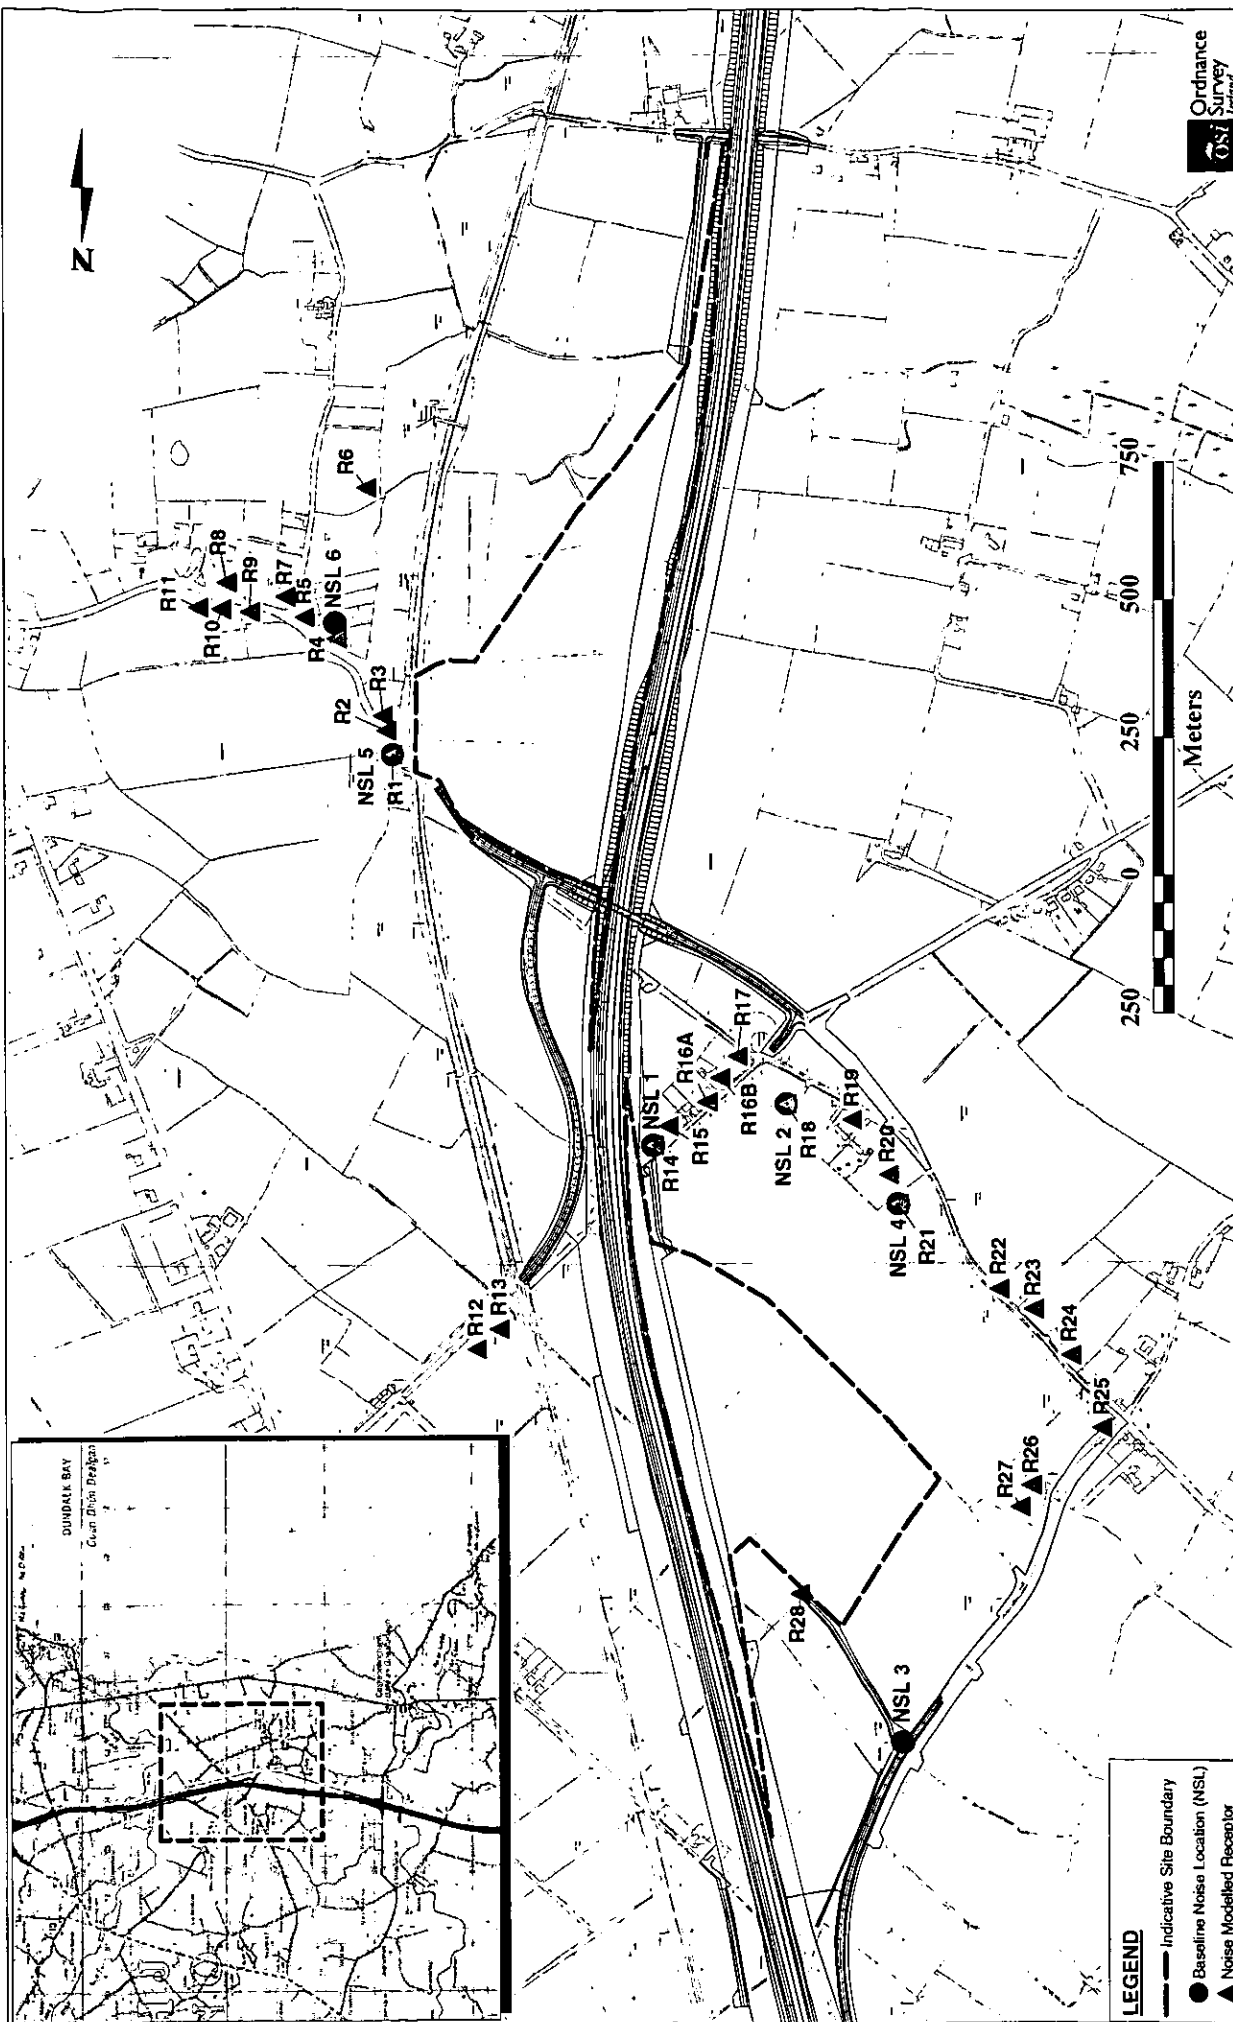 N
R11
R8
R10
R9
R7
R5
NSL 6
R4
R6
R3
R2
NSL 5
R1
R12
R13
R17
R16A
NSL 1
R16B
R15
R14
NSL 2
R18
R19
R20
NSL 4
R21
R22
R23
R24
R25
R26
R27
R28
NSL 3
DUNDALK BAY
250
0
250
500
750
Meters
LEGEND
Indicative Site Boundary
Baseline Noise Location (NSL)
Noise Modelled Receptor
OSi
Ordnance
Survey
Ireland